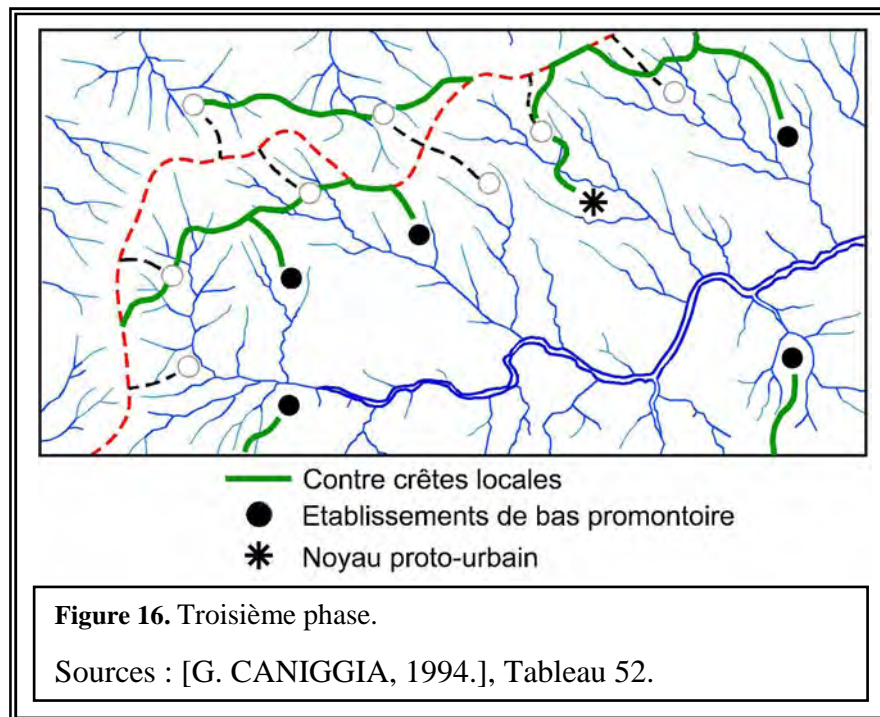 Contre crêtes locales
Etablissements de bas promontoire
Noyau proto-urbain
Figure 16. Troisième phase.
Sources : [G. CANIGGIA, 1994.], Tableau 52.